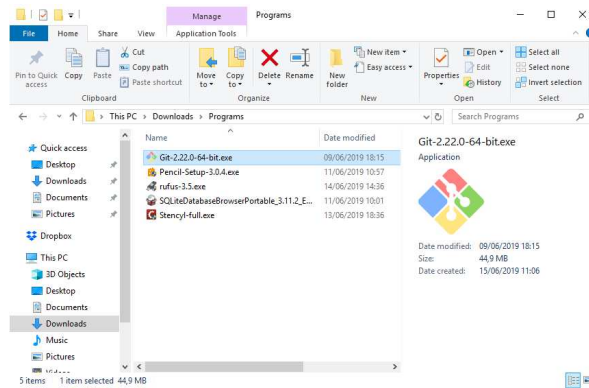 Manage
Programs
File
Home
Share
View
Application Tools
Pin to Quick access
Copy
Paste
Cut
Copy path
Paste shortcut
Move to
Copy to
Delete
Rename
New folder
New item
Easy access
Properties
Open
Edit
History
Select all
Select none
Invert selection
Clipboard
Organize
New
Open
Select
This PC > Downloads > Programs
Search Programs
Quick access
Desktop
Downloads
Documents
Pictures
Dropbox
This PC
3D Objects
Desktop
Documents
Downloads
Music
Pictures
Name Date modified
Git-2.22.0-64-bit.exe 09/06/2019 18:15
Pencil-Setup-3.0.4.exe 11/06/2019 10:57
rufus-3.5.exe 14/06/2019 14:36
SQLiteDatabaseBrowserPortable_3.11.2_E... 11/06/2019 10:01
Stencyl-full.exe 13/06/2019 18:36
Git-2.22.0-64-bit.exe
Application
Date modified: 09/06/2019 18:15
Size: 44,9 MB
Date created: 15/06/2019 11:06
5 items 1 item selected 44,9 MB